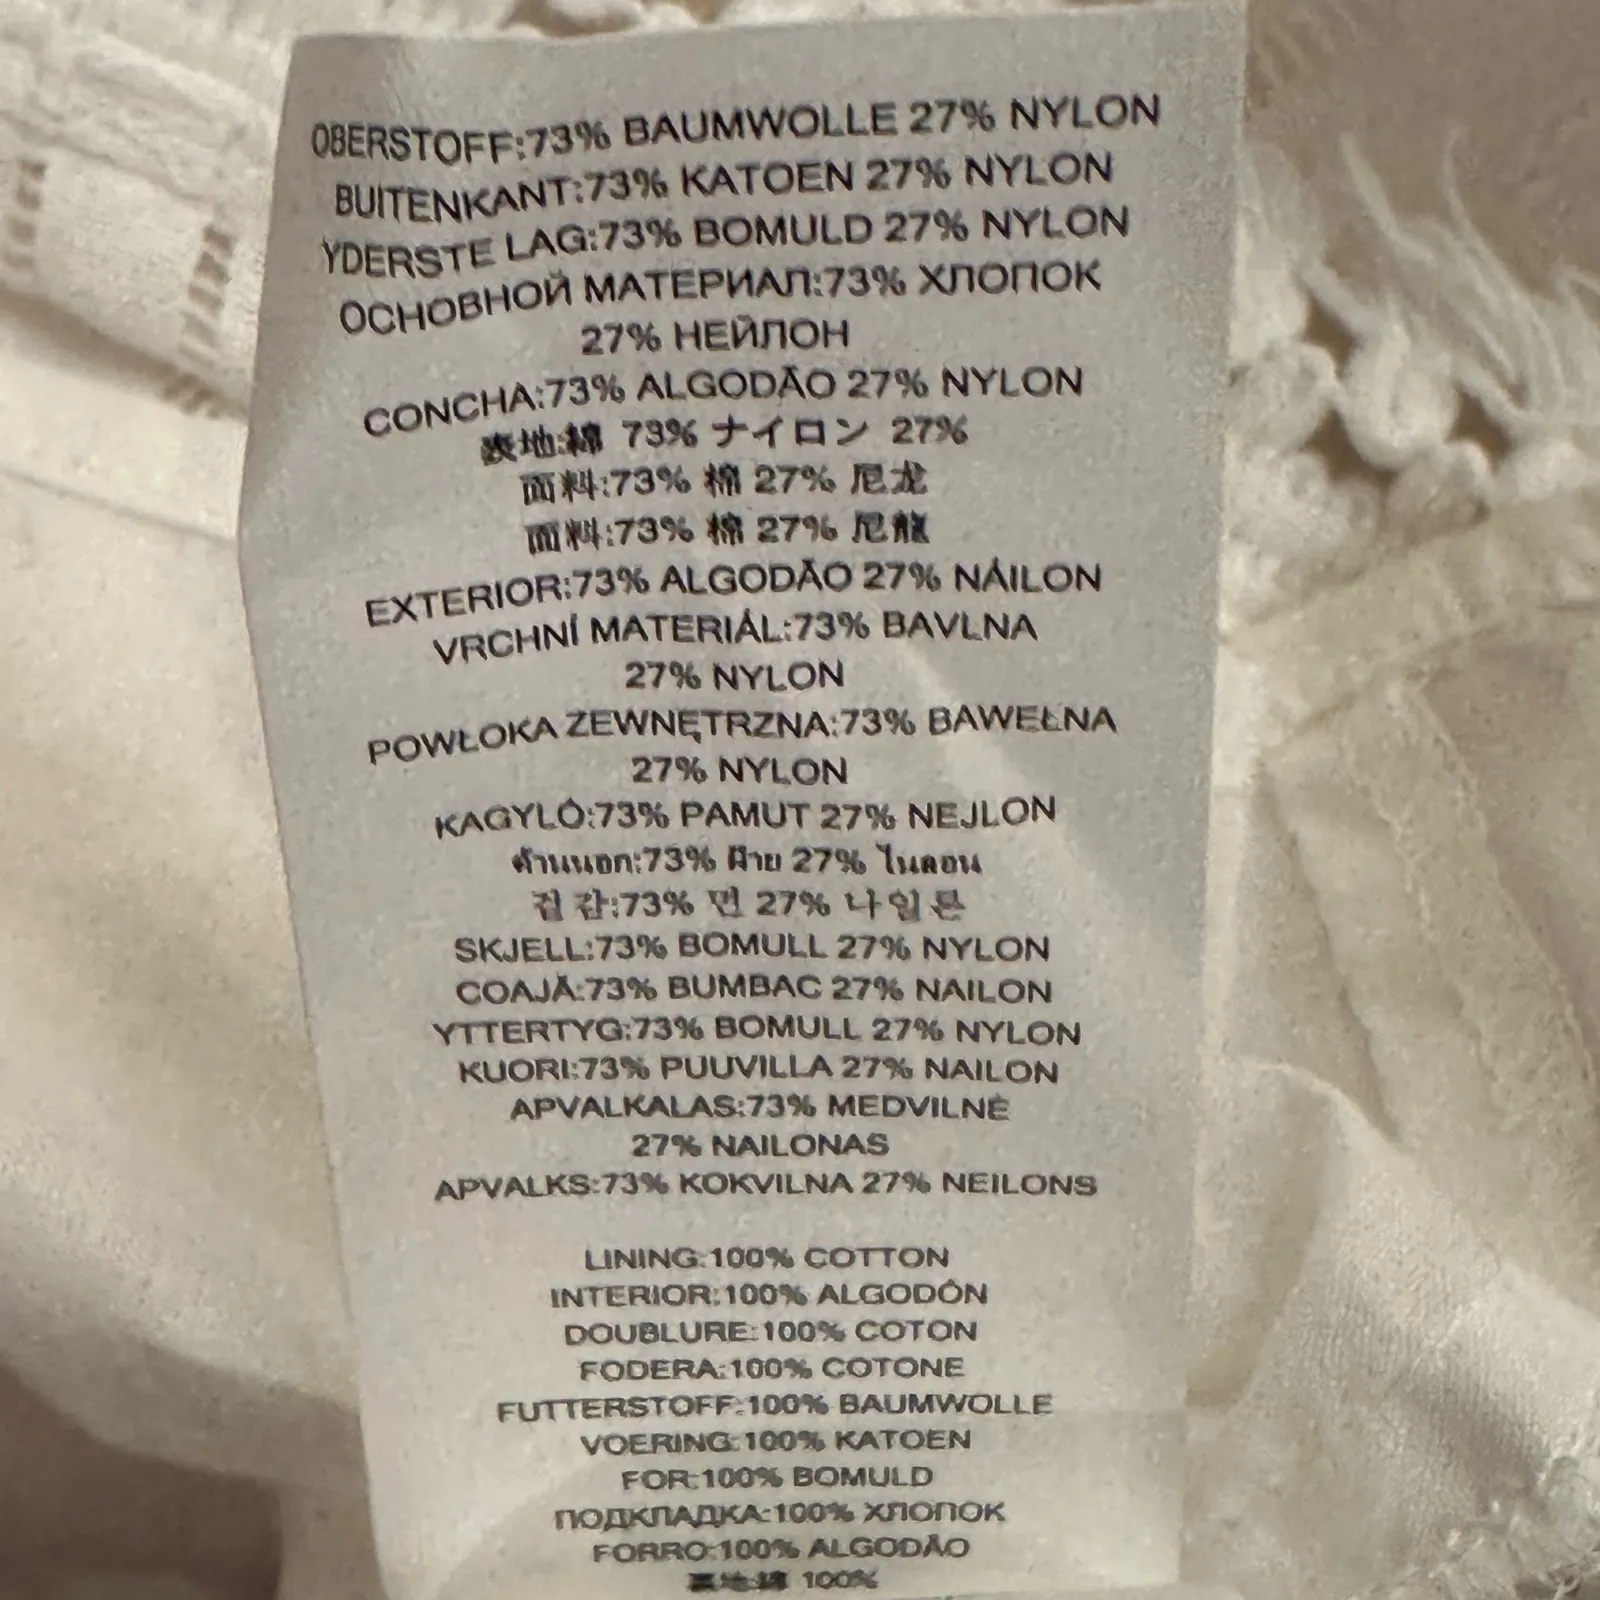 OBERSTOFF:73% BAUMWOLLE 27% NYLON
BUITENKANT:73% KATOEN 27% NYLON
YDERSTE LAG:73% BOMULD 27% NYLON
ОСНОВНОЙ МАТЕРИАЛ:73% ХЛОПОК
27% НЕЙЛОН
CONCHA:73% ALGODÃO 27% NYLON
表地:綿 73% ナイロン 27%
面料:73% 棉 27% 尼龙
面料:73% 棉 27% 尼龍
EXTERIOR:73% ALGODÃO 27% NÁILON
VRCHNÍ MATERIÁL:73% BAVLNA
27% NYLON
POWŁOKA ZEWNĘTRZNA:73% BAWEŁNA
27% NYLON
KAGYLÓ:73% PAMUT 27% NEJLON
ด้านนอก:73% ฝ้าย 27% ไนลอน
겉 감:73% 면 27% 나 일 론
SKJELL:73% BOMULL 27% NYLON
COAJĂ:73% BUMBAC 27% NAILON
YTTERTYG:73% BOMULL 27% NYLON
KUORI:73% PUUVILLA 27% NAILON
APVALKALAS:73% MEDVILNĖ
27% NAILONAS
APVALKS:73% KOKVILNA 27% NEILONS
LINING:100% COTTON
INTERIOR:100% ALGODÓN
DOUBLURE:100% COTON
FODERA:100% COTONE
FUTTERSTOFF:100% BAUMWOLLE
VOERING:100% KATOEN
FOR:100% BOMULD
ПОДКЛАДКА:100% ХЛОПОК
FORRO:100% ALGODÃO
裏地:綿 100%